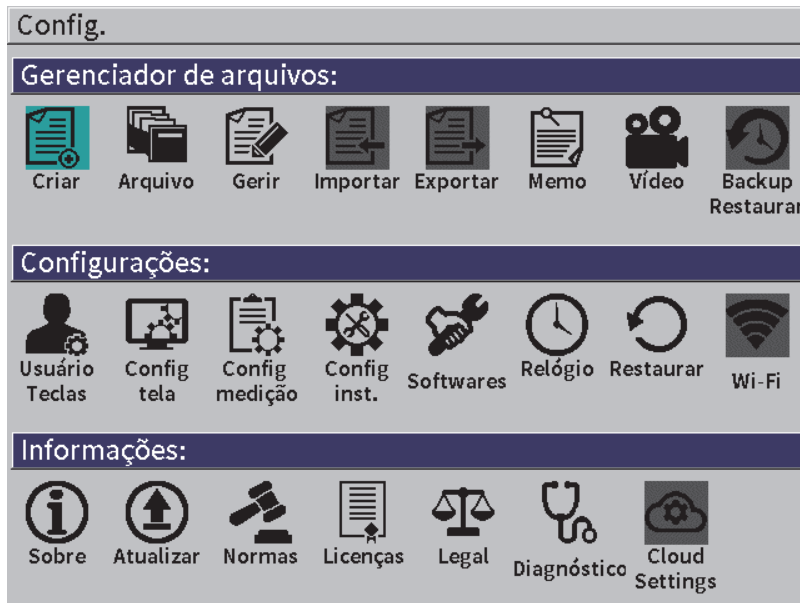 Config.
Gerenciador de arquivos:
Criar Arquivo Gerir Importar Exportar Memo Vídeo Backup
Restaurar
Configurações:
Usuário Config Config Config Softwares Relógio Restaurar Wi-Fi
Teclas tela medição inst.
Informações:
Sobre Atualizar Normas Licenças Legal Diagnóstico Cloud
Settings